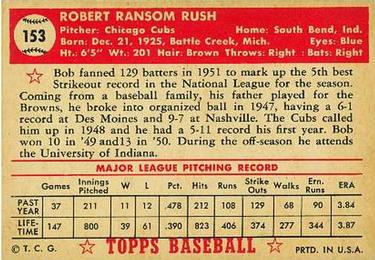 153
ROBERT RANSOM RUSH
Pitcher: Chicago Cubs Home: South Bend, Ind.
Born: Dec. 21, 1925, Battle Creek, Mich. Eyes: Blue
Ht.: 6'5" Wt.: 201 Hair: Brown Throws: Right : Bats: Right
Bob fanned 129 batters in 1951 to mark up the 5th best
Strikeout record in the National League for the season.
Coming from a baseball family, his father played for the
Browns, he broke into organized ball in 1947, having a 6-1
record at Des Moines and 9-7 at Nashville. The Cubs called
him up in 1948 and he had a 5-11 record his first year. Bob
won 10 in '49 and 13 in '50. During the off-season he attends
the University of Indiana.
MAJOR LEAGUE PITCHING RECORD
Games Innings Pitched W L Pct. Hits Runs Strike Outs Walks Ern. Runs ERA
PAST YEAR 37 211 11 12 .478 212 108 129 68 90 3.84
LIFE-TIME 147 800 39 61 .390 823 406 411 322 344 3.87
© T. C. G. TOPPS BASEBALL PRTD. IN U.S.A.